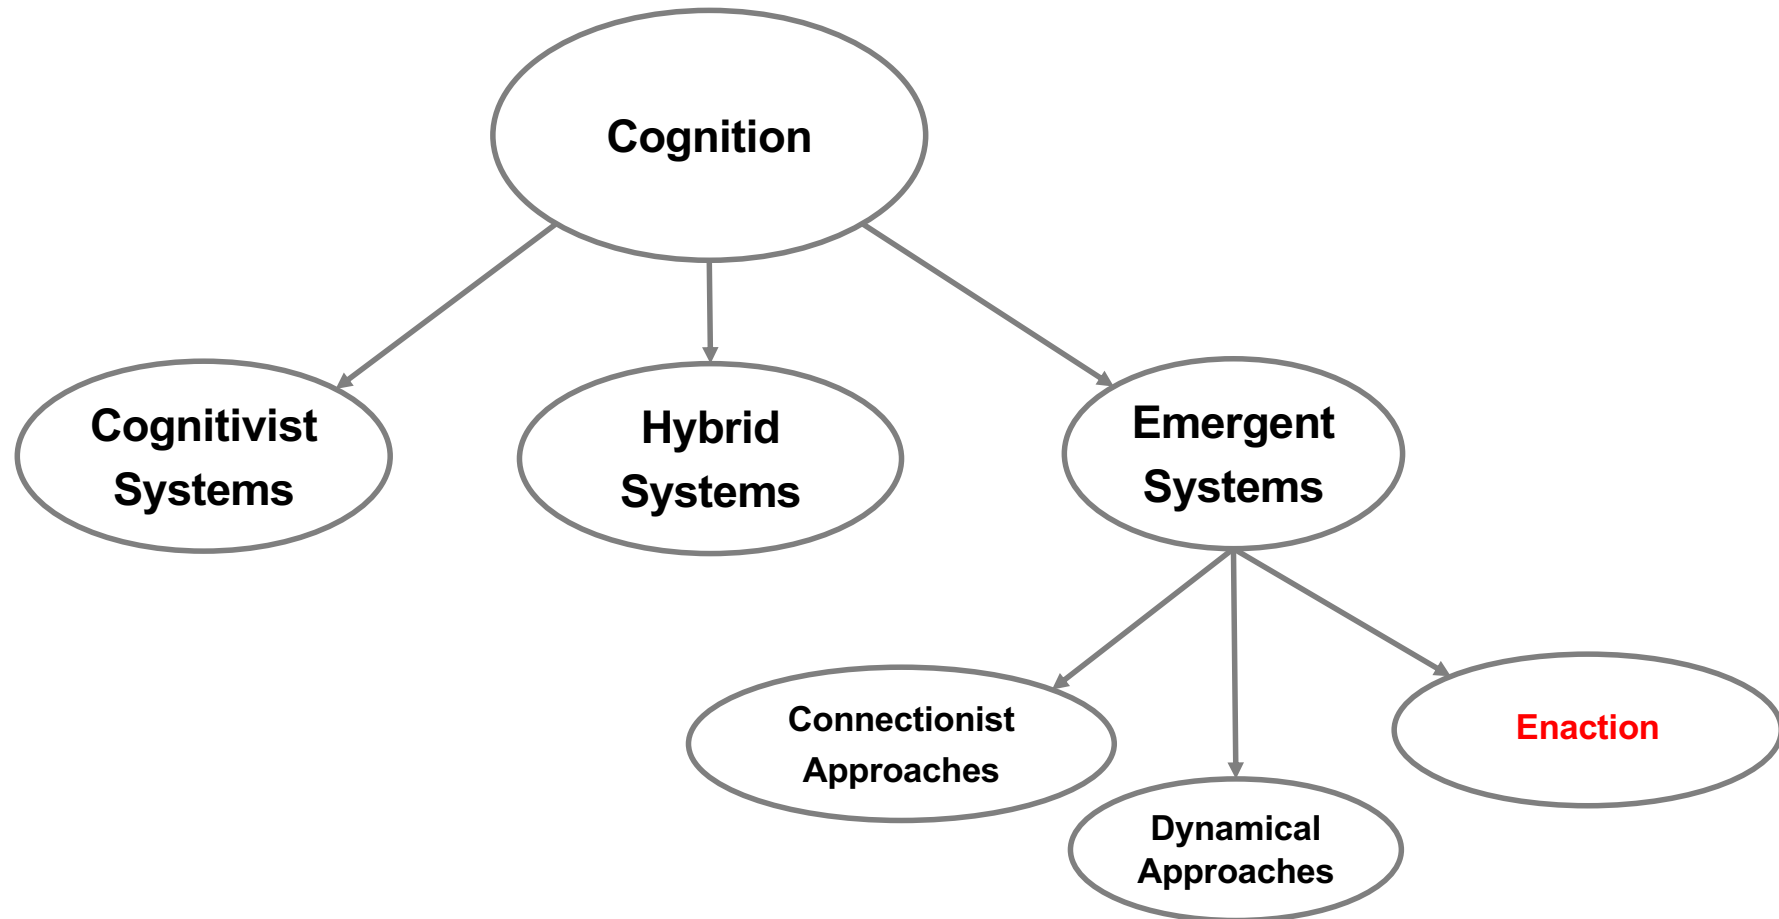 Cognition
Cognitivist
Systems
Hybrid
Systems
Emergent
Systems
Connectionist
Approaches
Dynamical
Approaches
Enaction